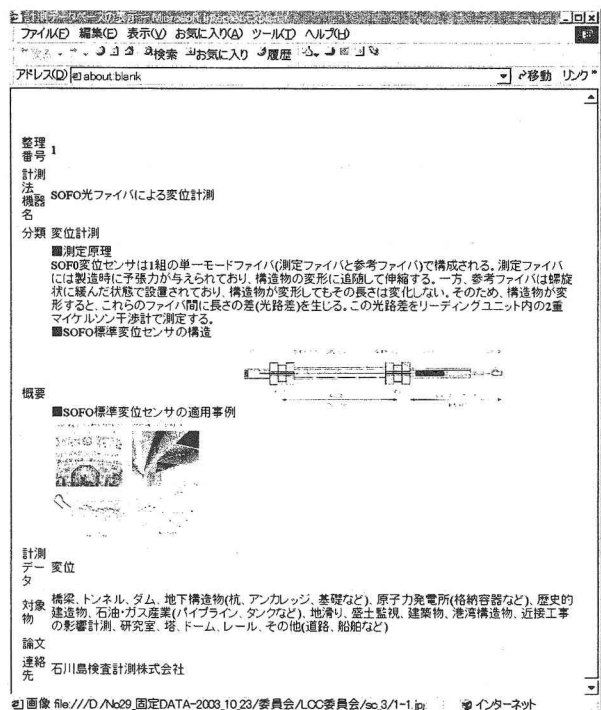 ファイル(F) 編集(E) 表示(V) お気に入り(A) ツール(T) ヘルプ(H)
検索 お気に入り 履歴
アドレス(D) about:blank 移動 リンク »
整理番号 1
計測法機器名 SOFO光ファイバによる変位計測
分類 変位計測
■測定原理
SOFO変位センサは1組の単一モードファイバ(測定ファイバと参考ファイバ)で構成される。測定ファイバ
には製造時に予張力が与えられており、構造物の変形に追随して伸縮する。一方、参考ファイバは螺旋
状に緩んだ状態で設置されており、構造物が変形してもその長さは変化しない。そのため、構造物が変
形すると、これらのファイバ間に長さの差(光路差)を生じる。この光路差をリーディングユニット内の2重
マイケルソン干渉計で測定する。
■SOFO標準変位センサの構造
概要
■SOFO標準変位センサの適用事例
計測データ 変位
対象物 橋梁、トンネル、ダム、地下構造物(杭、アンカレッジ、基礎など)、原子力発電所(格納容器など)、歴史的
建造物、石油・ガス産業(パイプライン、タンクなど)、地滑り、盛土監視、建築物、港湾構造物、近接工事
の影響計測、研究室、塔、ドーム、レール、その他(道路、船舶など)
論文
連絡先 石川島検査計測株式会社
画像 file:///D:/No29_固定DATA-2003_10_23/委員会/LCC委員会/sc_3/1-1.jp インターネット